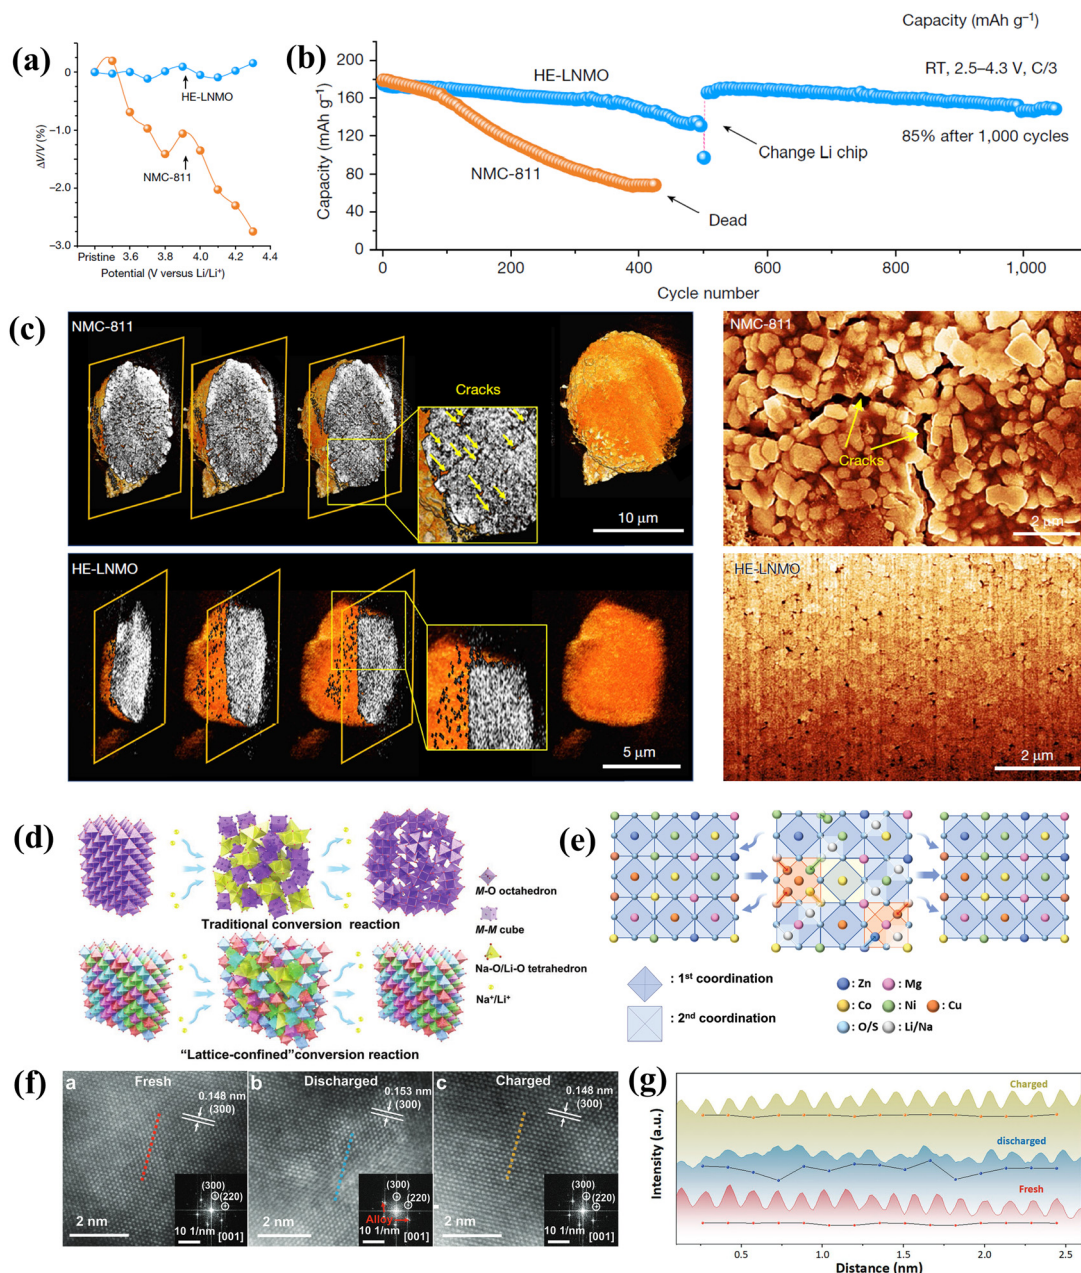 (a)
0
−1.0
−2.0
−3.0
ΔV/V (%)
HE-LNMO
NMC-811
Pristine 3.6 3.8 4.0 4.2 4.4
Potential (V versus Li/Li⁺)
(b)
Capacity (mAh g⁻¹)
200
160
120
80
40
0
Capacity (mAh g⁻¹)
HE-LNMO
RT, 2.5–4.3 V, C/3
Change Li chip
85% after 1,000 cycles
NMC-811
Dead
0 200 400 600 800 1,000
Cycle number
(c)
NMC-811
Cracks
10 µm
NMC-811
Cracks
2 µm
HE-LNMO
5 µm
HE-LNMO
2 µm
(d)
Traditional conversion reaction
"Lattice-confined"conversion reaction
M-O octahedron
M-M cube
Na-O/Li-O tetrahedron
Na⁺/Li⁺
(e)
: 1st coordination
: 2nd coordination
: Zn : Mg
: Co : Ni : Cu
: O/S : Li/Na
(f)
a Fresh
0.148 nm
(300)
(300)
(220)
2 nm
10 1/nm [001]
b Discharged
0.153 nm
(300)
(300)
(220)
Alloy
2 nm
10 1/nm [001]
c Charged
0.148 nm
(300)
(300)
(220)
2 nm
10 1/nm [001]
(g)
Intensity (a.u.)
Charged
discharged
Fresh
0.5 1.0 1.5 2.0 2.5
Distance (nm)